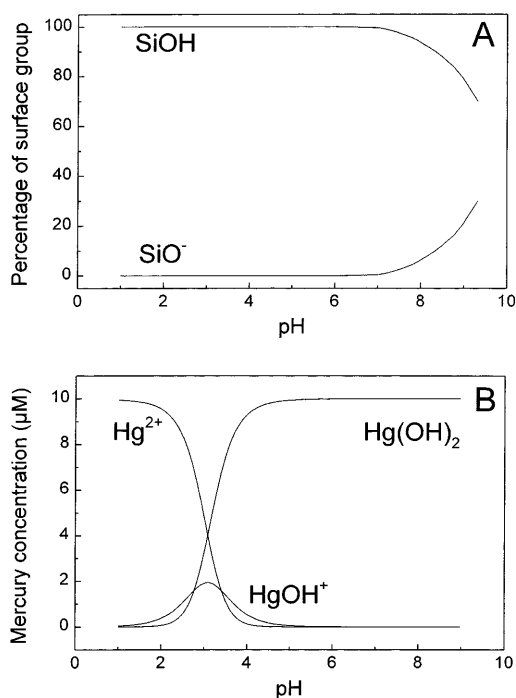 A
100
80
60
40
20
0
Percentage of surface group
SiOH
SiO⁻
0 2 4 6 8 10
pH
B
10
8
6
4
2
0
Mercury concentration (µM)
Hg²⁺
Hg(OH)₂
HgOH⁺
0 2 4 6 8 10
pH